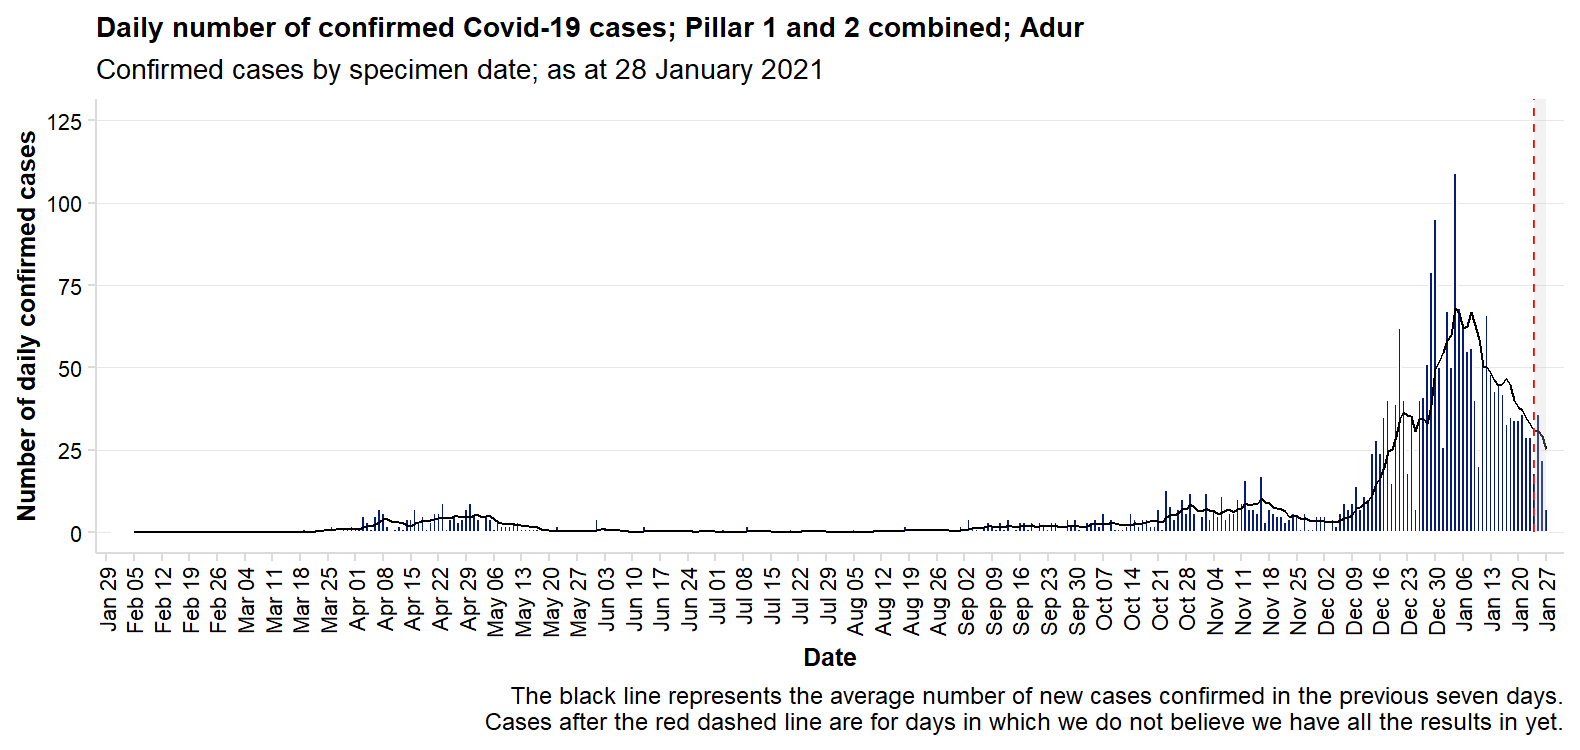 Daily number of confirmed Covid-19 cases; Pillar 1 and 2 combined; Adur
Confirmed cases by specimen date; as at 28 January 2021
Number of daily confirmed cases
125
100
75
50
25
0
Jan 29
Feb 05
Feb 12
Feb 19
Feb 26
Mar 04
Mar 11
Mar 18
Mar 25
Apr 01
Apr 08
Apr 15
Apr 22
Apr 29
May 06
May 13
May 20
May 27
Jun 03
Jun 10
Jun 17
Jun 24
Jul 01
Jul 08
Jul 15
Jul 22
Jul 29
Aug 05
Aug 12
Aug 19
Aug 26
Sep 02
Sep 09
Sep 16
Sep 23
Sep 30
Oct 07
Oct 14
Oct 21
Oct 28
Nov 04
Nov 11
Nov 18
Nov 25
Dec 02
Dec 09
Dec 16
Dec 23
Dec 30
Jan 06
Jan 13
Jan 20
Jan 27
Date
The black line represents the average number of new cases confirmed in the previous seven days.
Cases after the red dashed line are for days in which we do not believe we have all the results in yet.